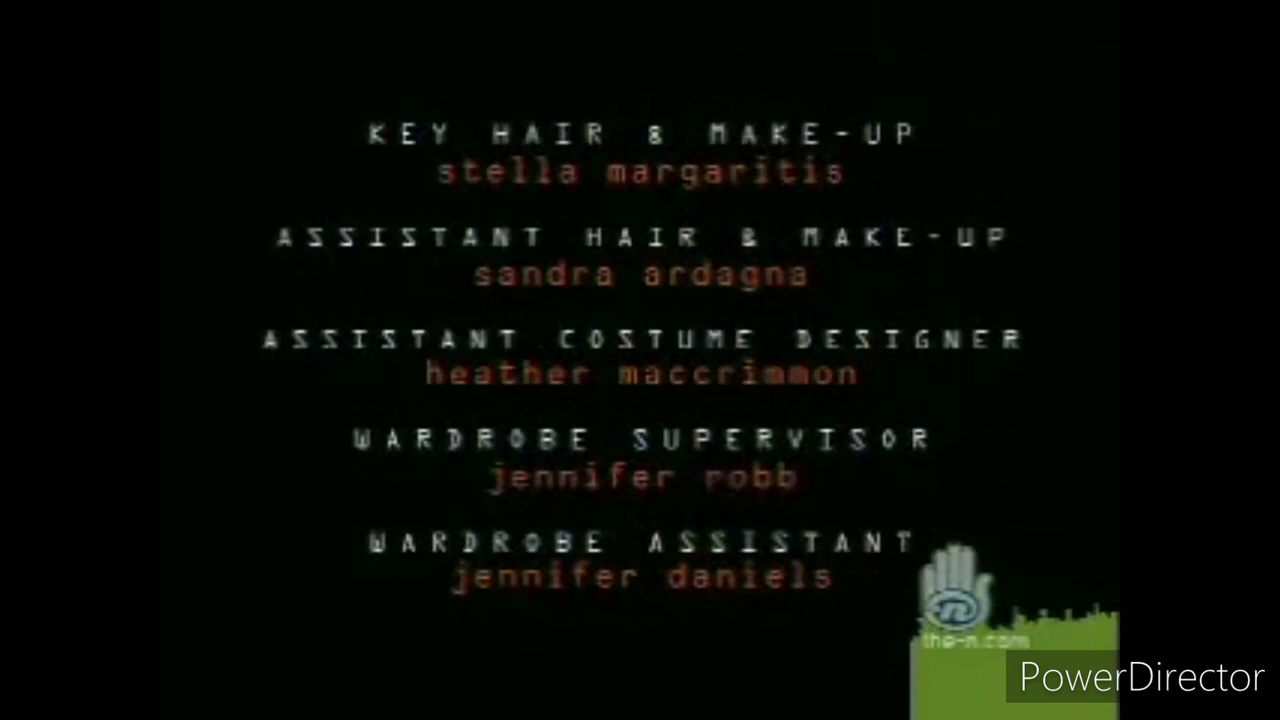 KEY HAIR & MAKE-UP
stella margaritis
ASSISTANT HAIR & MAKE-UP
sandra ardagna
ASSISTANT COSTUME DESIGNER
heather maccrimmon
WARDROBE SUPERVISOR
jennifer robb
WARDROBE ASSISTANT
jennifer daniels
n
the-n.com
PowerDirector